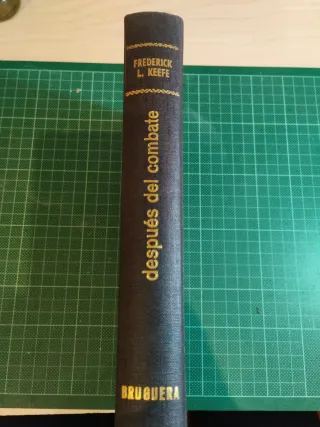 FREDERICK
L. KEEFE
después del combate
BRUGUERA